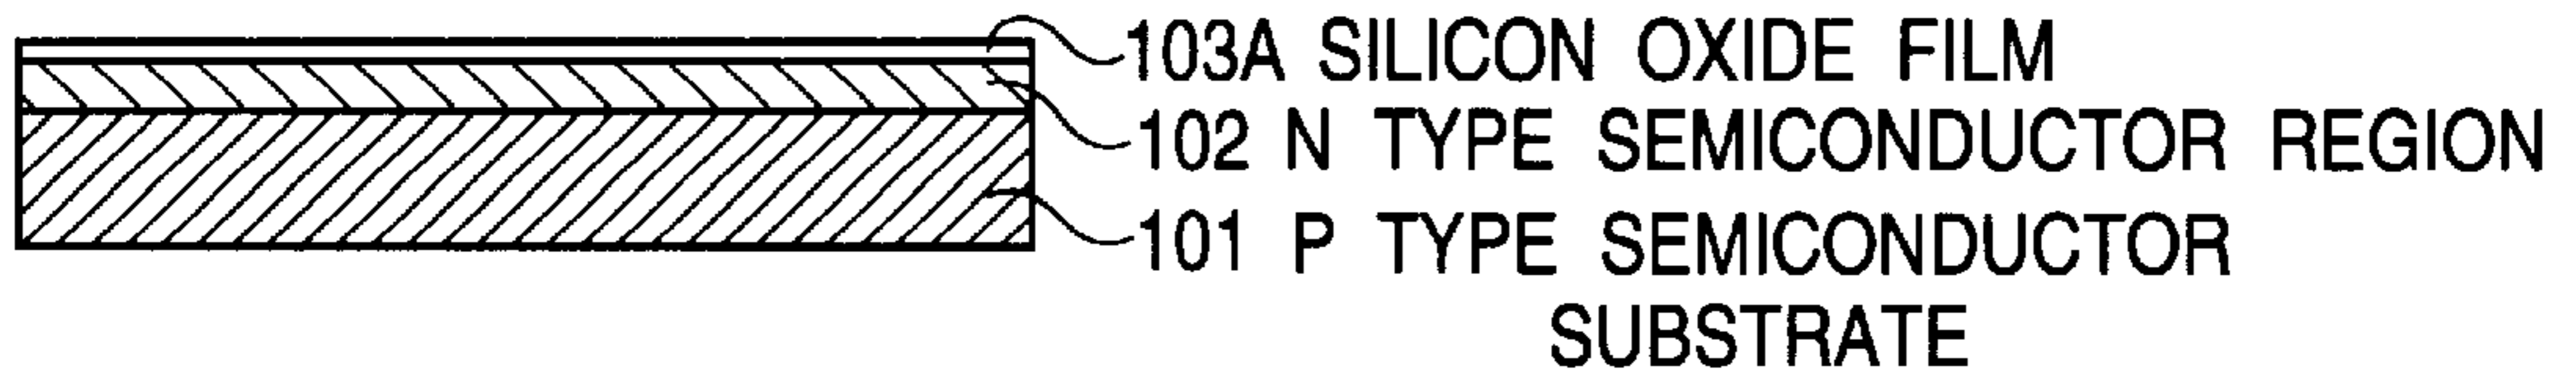 103A SILICON OXIDE FILM
102 N TYPE SEMICONDUCTOR REGION
101 P TYPE SEMICONDUCTOR
SUBSTRATE